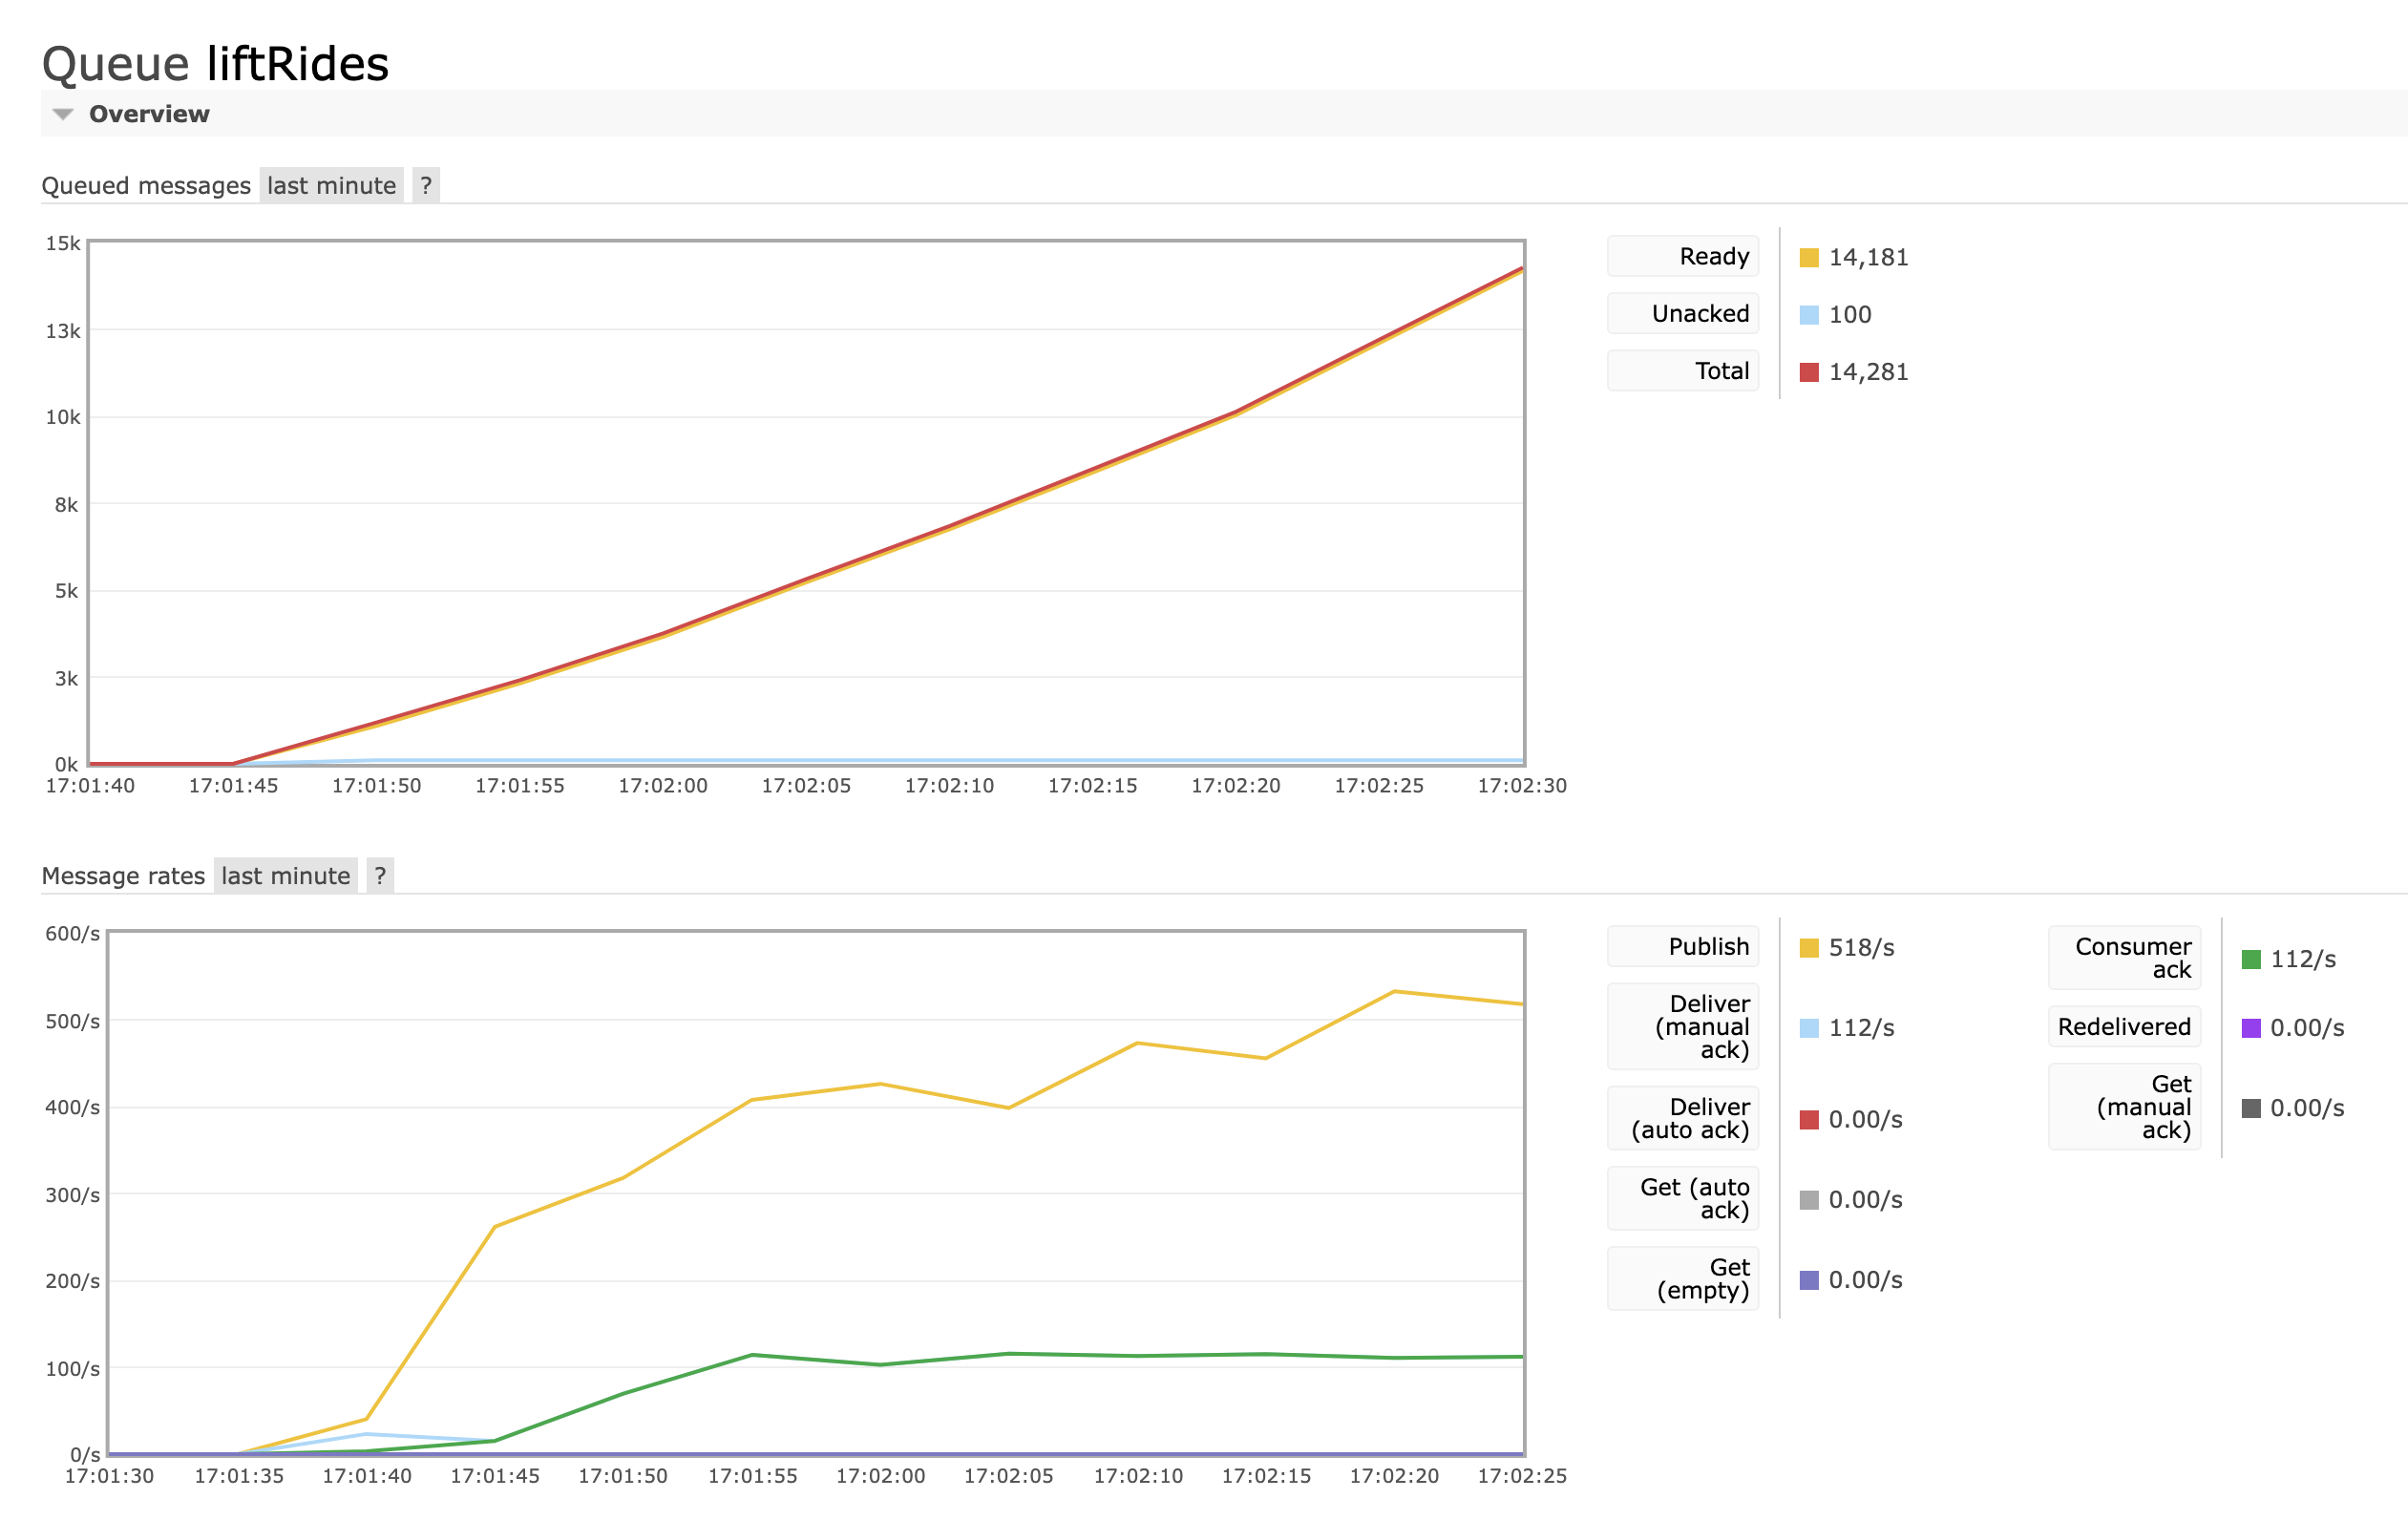 Queue liftRides
Overview
Queued messages last minute ?
15k
13k
10k
8k
5k
3k
0k
17:01:40 17:01:45 17:01:50 17:01:55 17:02:00 17:02:05 17:02:10 17:02:15 17:02:20 17:02:25 17:02:30
Ready 14,181
Unacked 100
Total 14,281
Message rates last minute ?
600/s
500/s
400/s
300/s
200/s
100/s
0/s
17:01:30 17:01:35 17:01:40 17:01:45 17:01:50 17:01:55 17:02:00 17:02:05 17:02:10 17:02:15 17:02:20 17:02:25
Publish 518/s
Deliver
(manual 112/s
ack)
Deliver
(auto ack) 0.00/s
Get (auto
ack) 0.00/s
Get
(empty) 0.00/s
Consumer
ack 112/s
Redelivered 0.00/s
Get
(manual 0.00/s
ack)